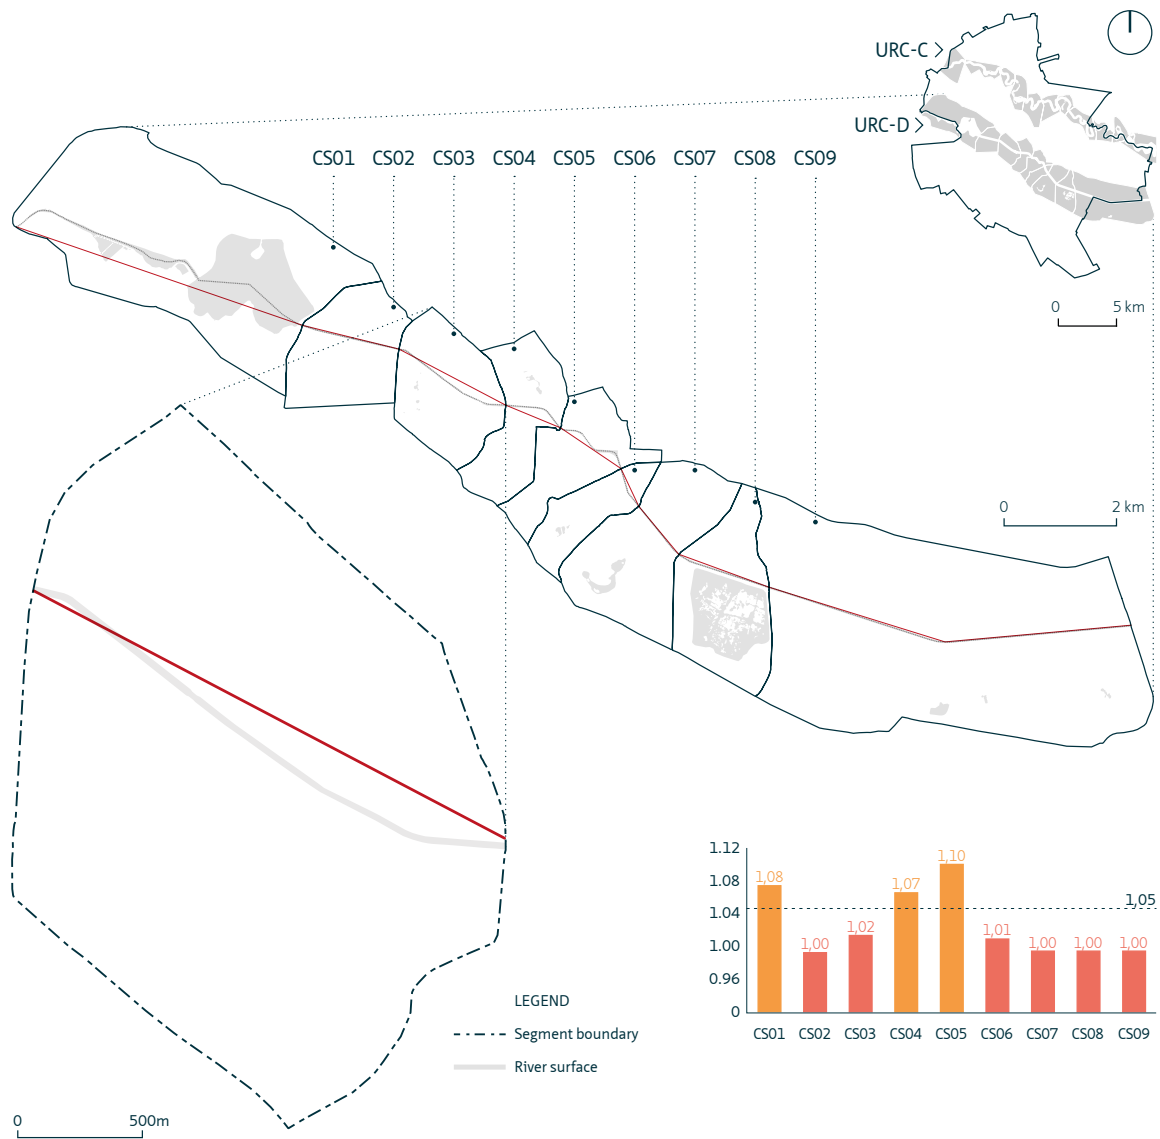 URC-C
URC-D
CS01 CS02 CS03 CS04 CS05 CS06 CS07 CS08 CS09
0 5 km
0 2 km
1.12
1.08
1.04
1.00
0.96
0
1,08
1,00
1,02
1,07
1,10
1,01
1,00
1,00
1,00
1,05
CS01 CS02 CS03 CS04 CS05 CS06 CS07 CS08 CS09
LEGEND
Segment boundary
River surface
0 500m